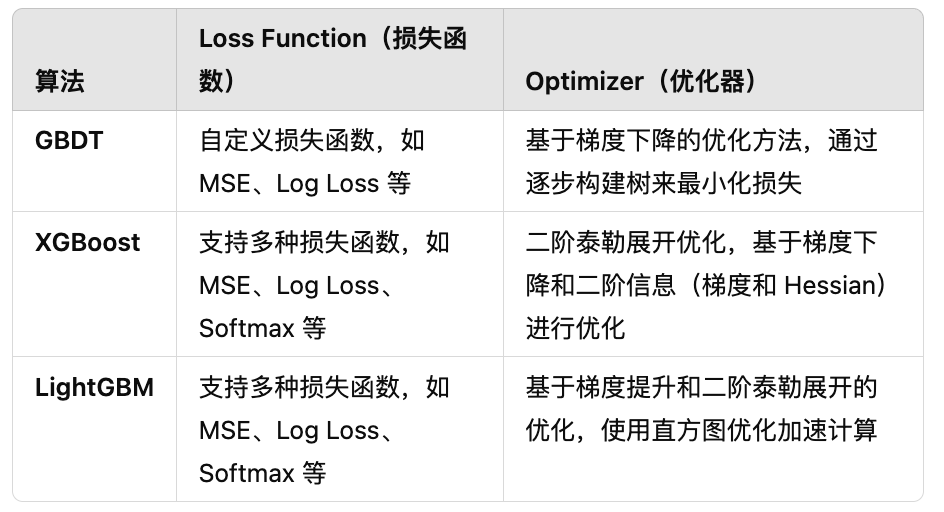 算法
Loss Function（损失函
数）
Optimizer（优化器）
GBDT
自定义损失函数，如
MSE、Log Loss 等
基于梯度下降的优化方法，通过
逐步构建树来最小化损失
XGBoost
支持多种损失函数，如
MSE、Log Loss、
Softmax 等
二阶泰勒展开优化，基于梯度下
降和二阶信息（梯度和 Hessian）
进行优化
LightGBM
支持多种损失函数，如
MSE、Log Loss、
Softmax 等
基于梯度提升和二阶泰勒展开的
优化，使用直方图优化加速计算